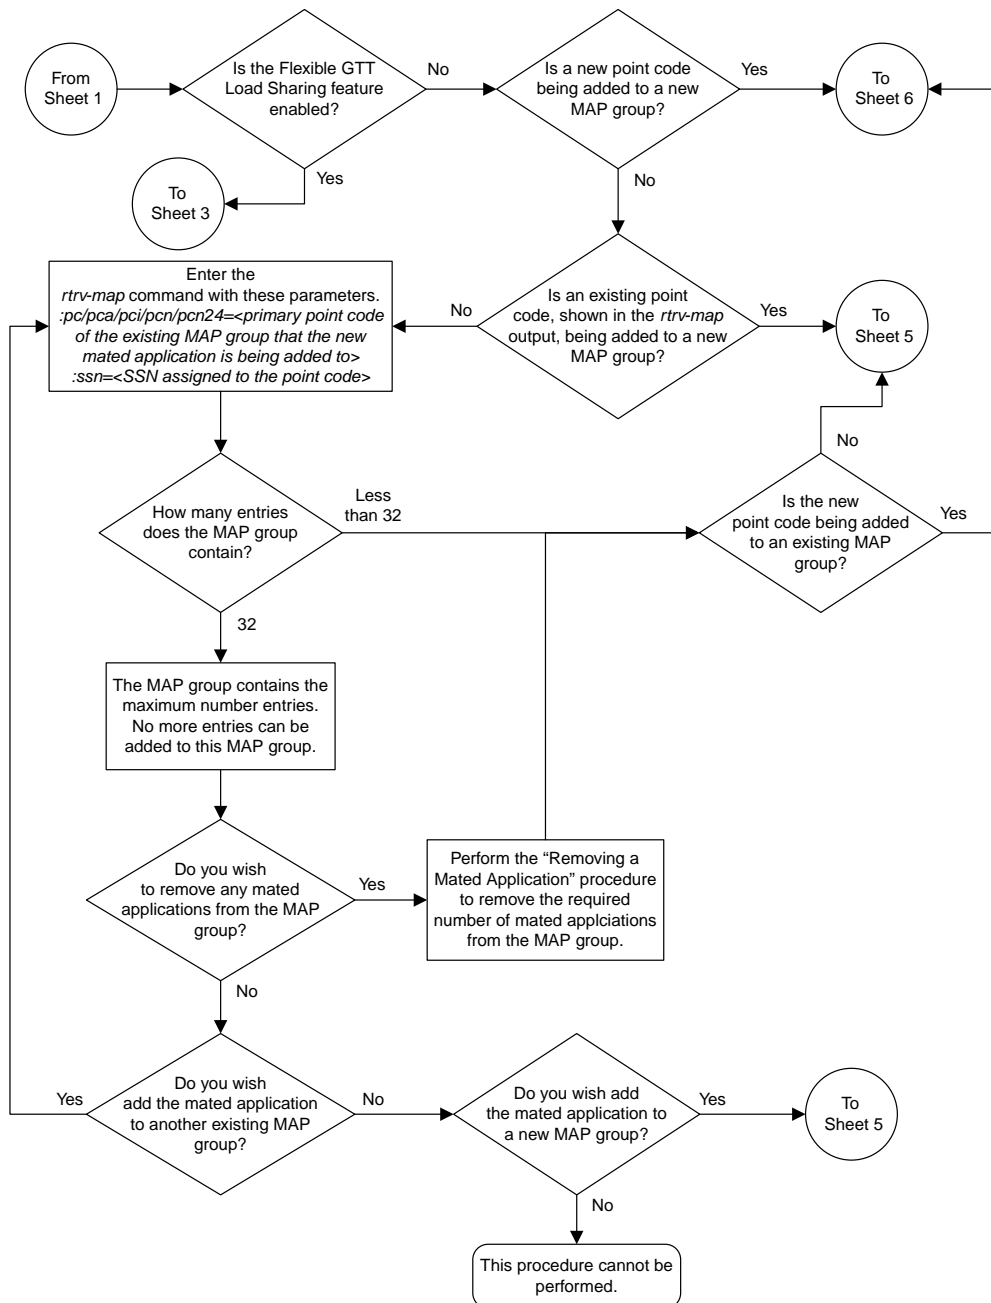 From
Sheet 1
Is the Flexible GTT
Load Sharing feature
enabled?
No
Is a new point code
being added to a new
MAP group?
Yes
To
Sheet 6
Yes
To
Sheet 3
No
Enter the
rtrv-map command with these parameters.
:pc/pca/pci/pcn/pcn24=<primary point code
of the existing MAP group that the new
mated application is being added to>
:ssn=<SSN assigned to the point code>
No
Is an existing point
code, shown in the rtrv-map
output, being added to a new
MAP group?
Yes
To
Sheet 5
No
How many entries
does the MAP group
contain?
Less
than 32
Is the new
point code being added
to an existing MAP
group?
Yes
32
The MAP group contains the
maximum number entries.
No more entries can be
added to this MAP group.
Do you wish
to remove any mated
applications from the MAP
group?
Yes
Perform the “Removing a
Mated Application” procedure
to remove the required
number of mated applciations
from the MAP group.
No
Yes
Do you wish
add the mated application
to another existing MAP
group?
No
Do you wish add
the mated application to
a new MAP group?
Yes
To
Sheet 5
No
This procedure cannot be
performed.